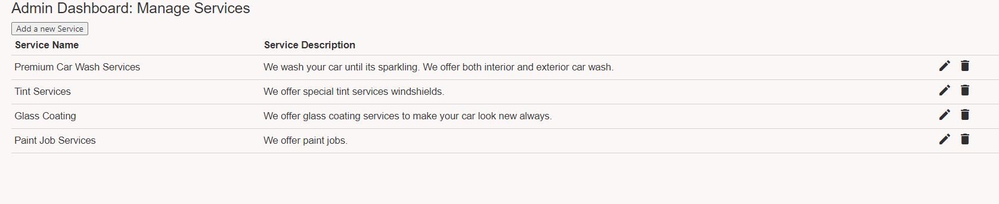 Admin Dashboard: Manage Services
Add a new Service
Service Name Service Description
Premium Car Wash Services We wash your car until its sparkling. We offer both interior and exterior car wash.
Tint Services We offer special tint services windshields.
Glass Coating We offer glass coating services to make your car look new always.
Paint Job Services We offer paint jobs.